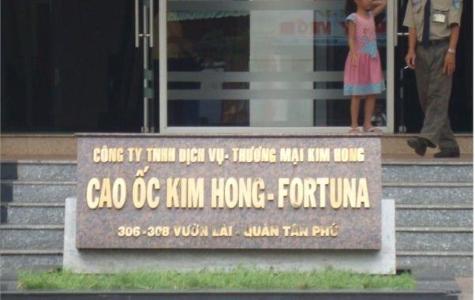 CÔNG TY TNHH DỊCH VỤ - THƯƠNG MẠI KIM HONG
CAO ỐC KIM HONG - FORTUNA
306 - 308 VƯỜN LÀI - QUẬN TÂN PHÚ